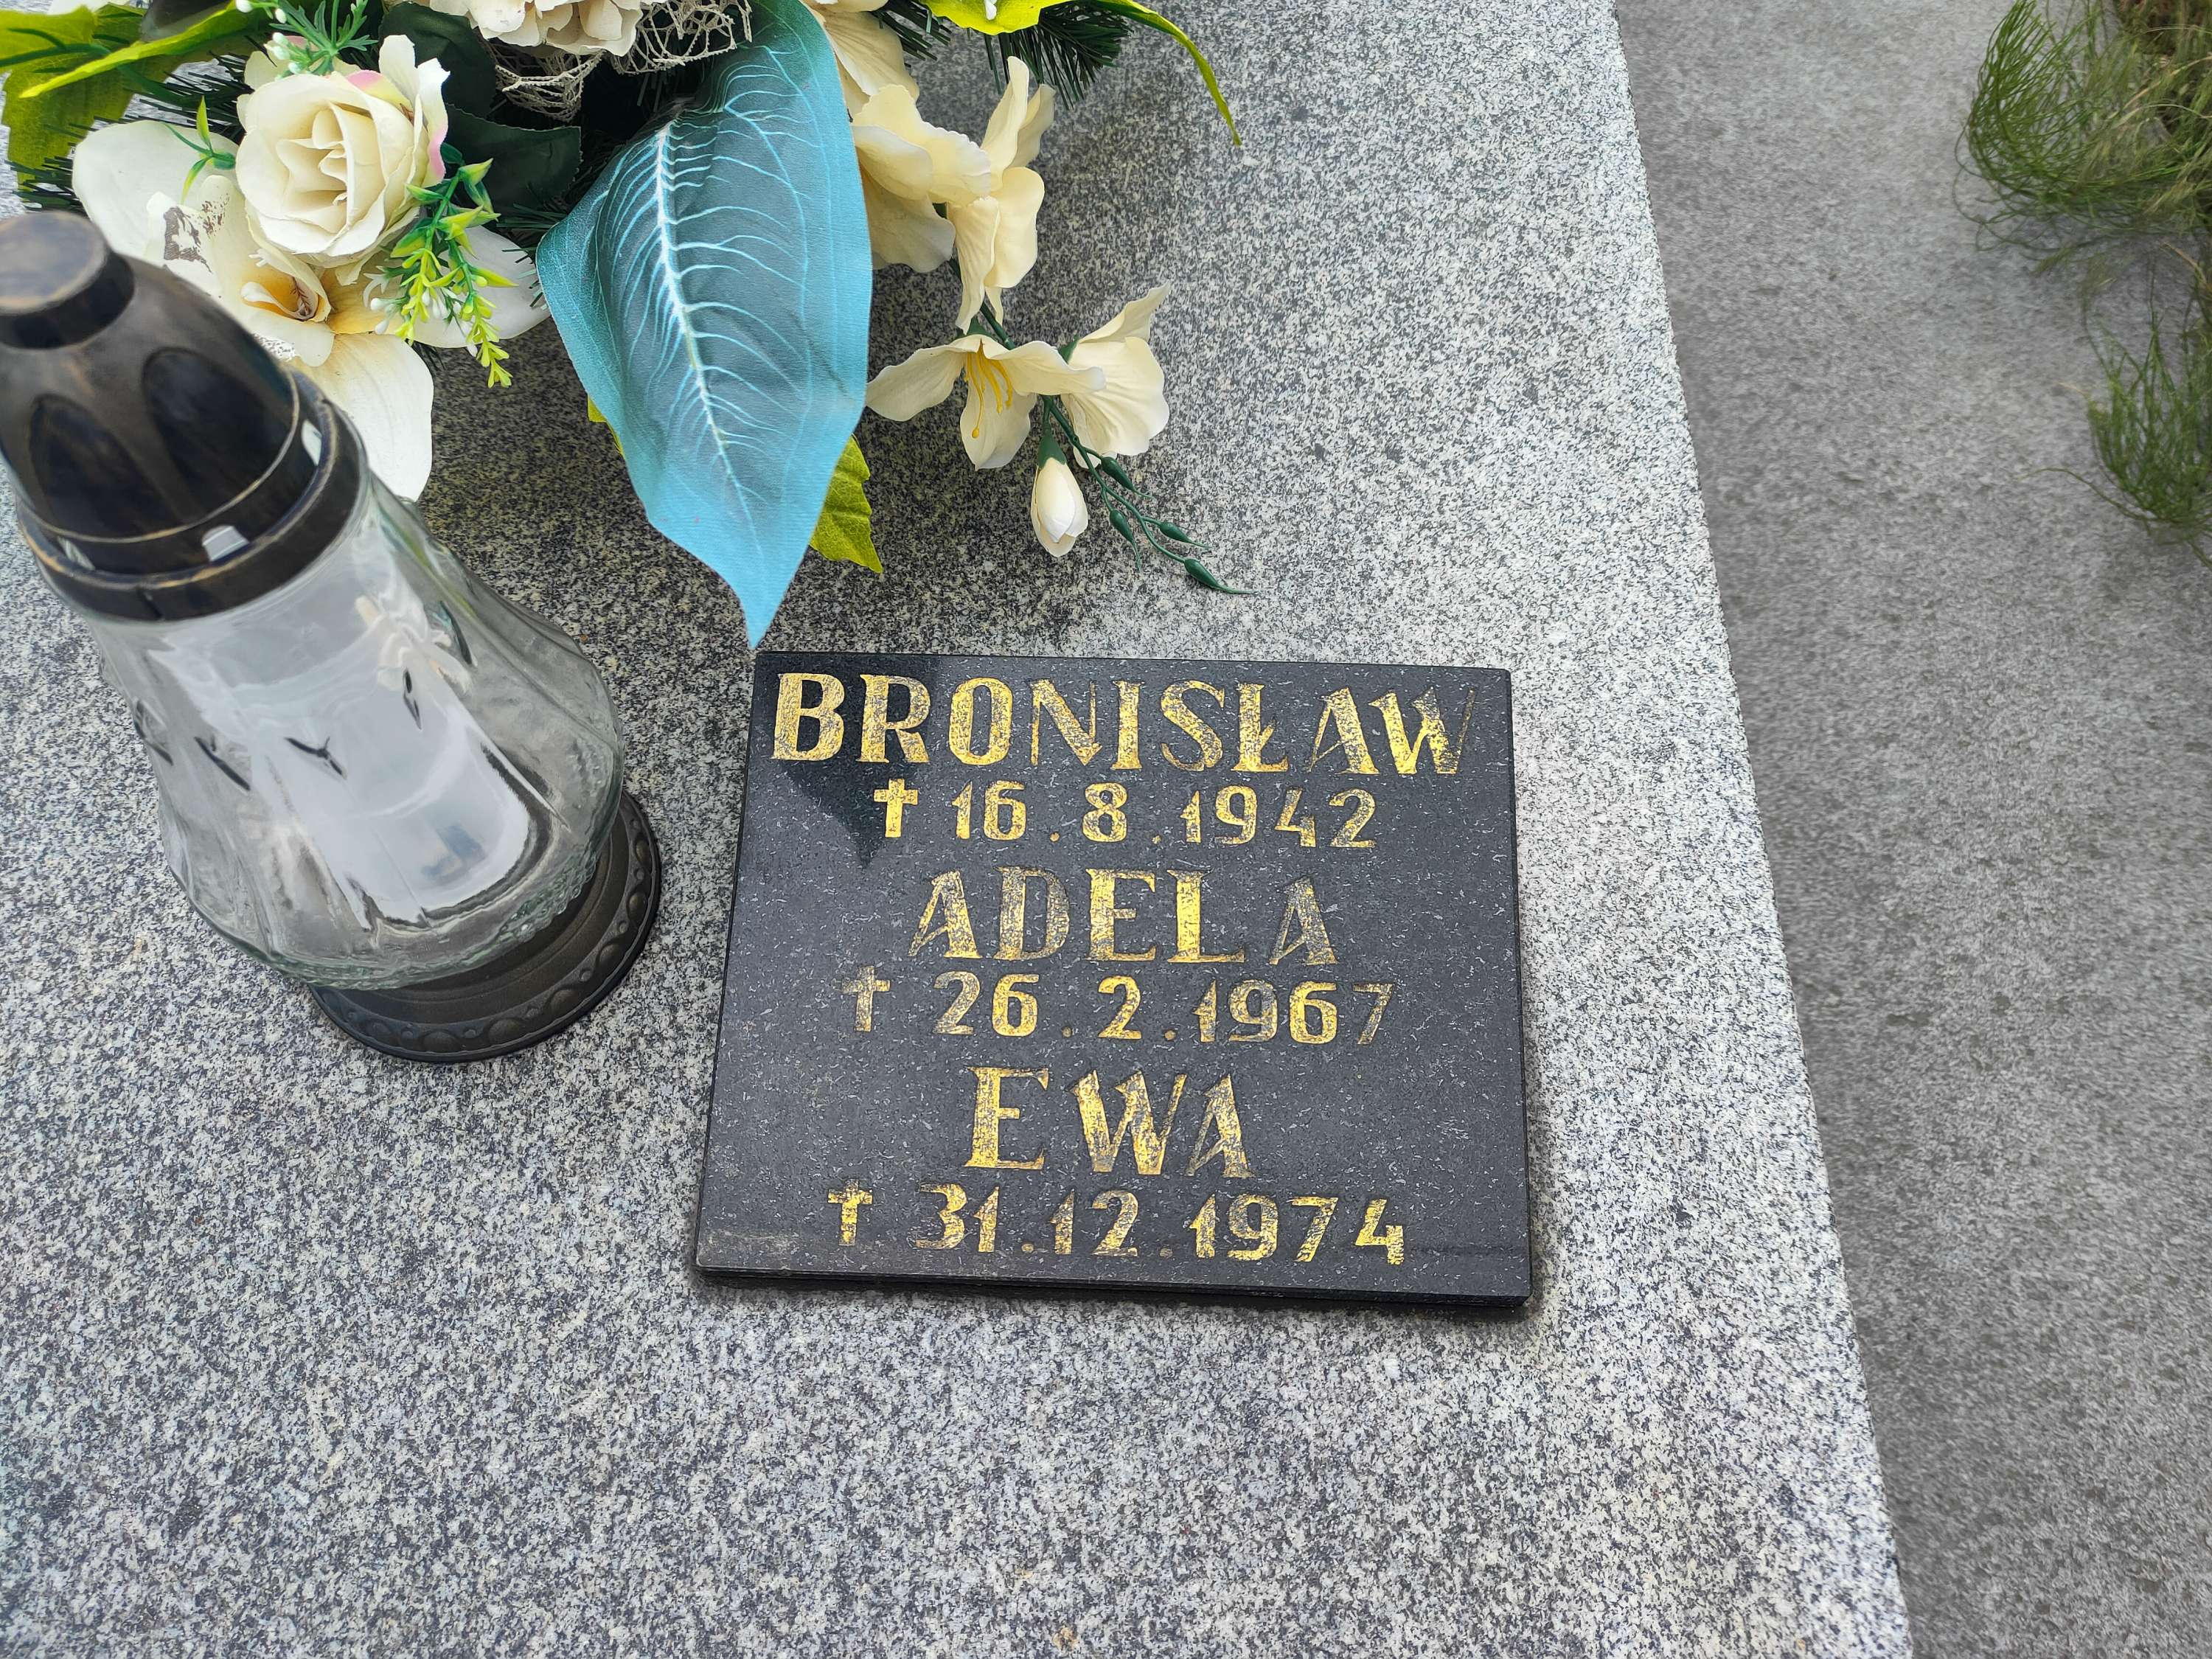 BRONISŁAW
✝ 16.8.1942
ADELA
✝ 26.2.1967
EWA
✝ 31.12.1974